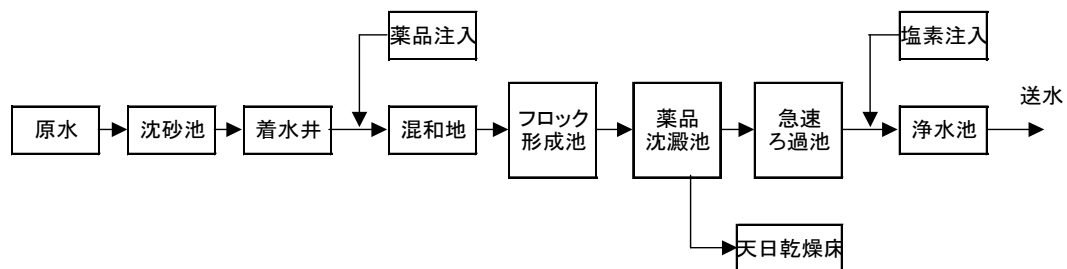 薬品注入
塩素注入
送水
原水
沈砂池
着水井
混和地
フロック
形成池
薬品
沈澱池
急速
ろ過池
浄水池
天日乾燥床